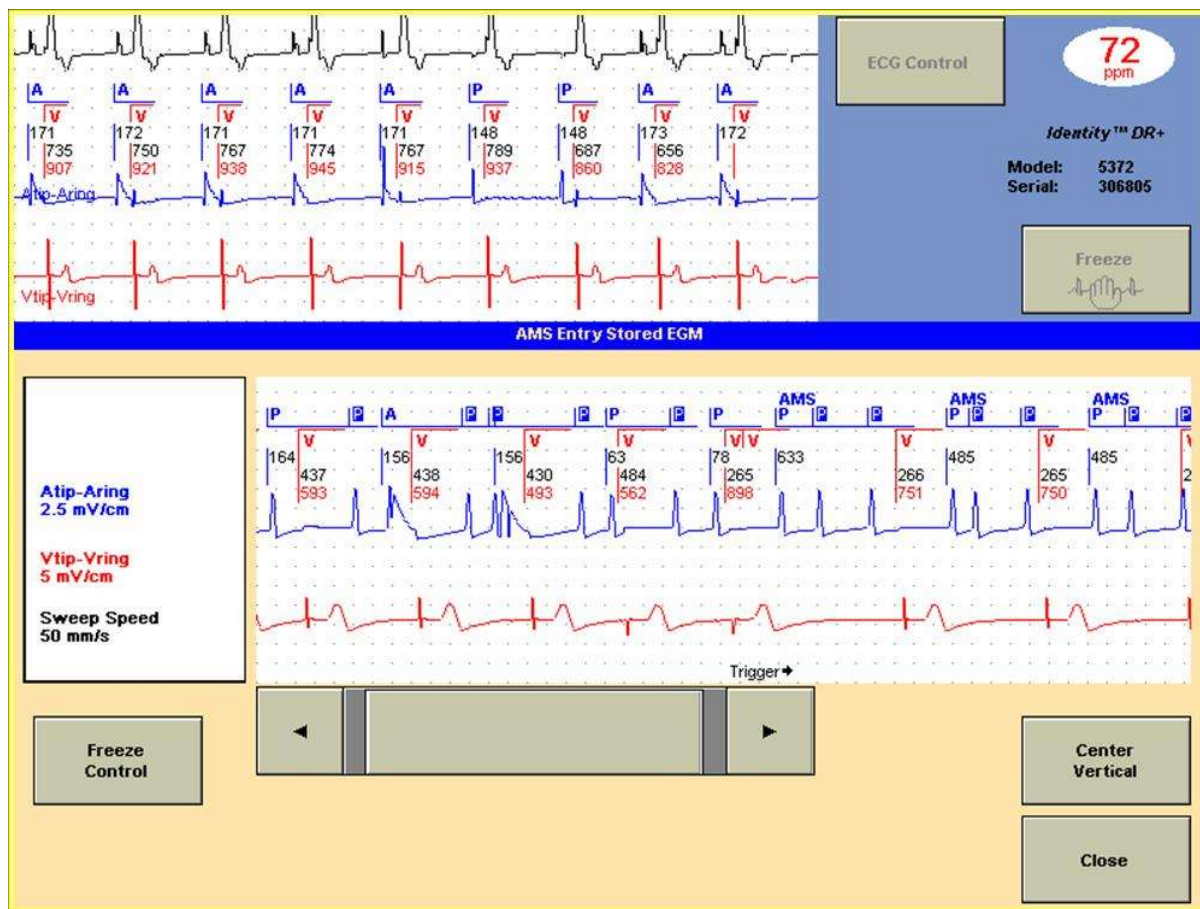 ECG Control
72
ppm
A A A A A P P A A
V V V V V V V V
171 172 171 171 171 148 148 173 172
735 750 767 774 767 789 687 656
907 921 938 945 915 937 860 828
Atip-Aring
Vtip-Vring
Identity™ DR+
Model: 5372
Serial: 306805
Freeze
AMS Entry Stored EGM
AMS AMS AMS
P P A P P P P P P P P P P P P P P P
V V V V V V V V
164 156 156 63 78 633 485 485
437 438 430 484 265 266 265 2
593 594 493 562 898 751 750
Atip-Aring
2.5 mV/cm
Vtip-Vring
5 mV/cm
Sweep Speed
50 mm/s
Trigger
Freeze
Control
Center
Vertical
Close